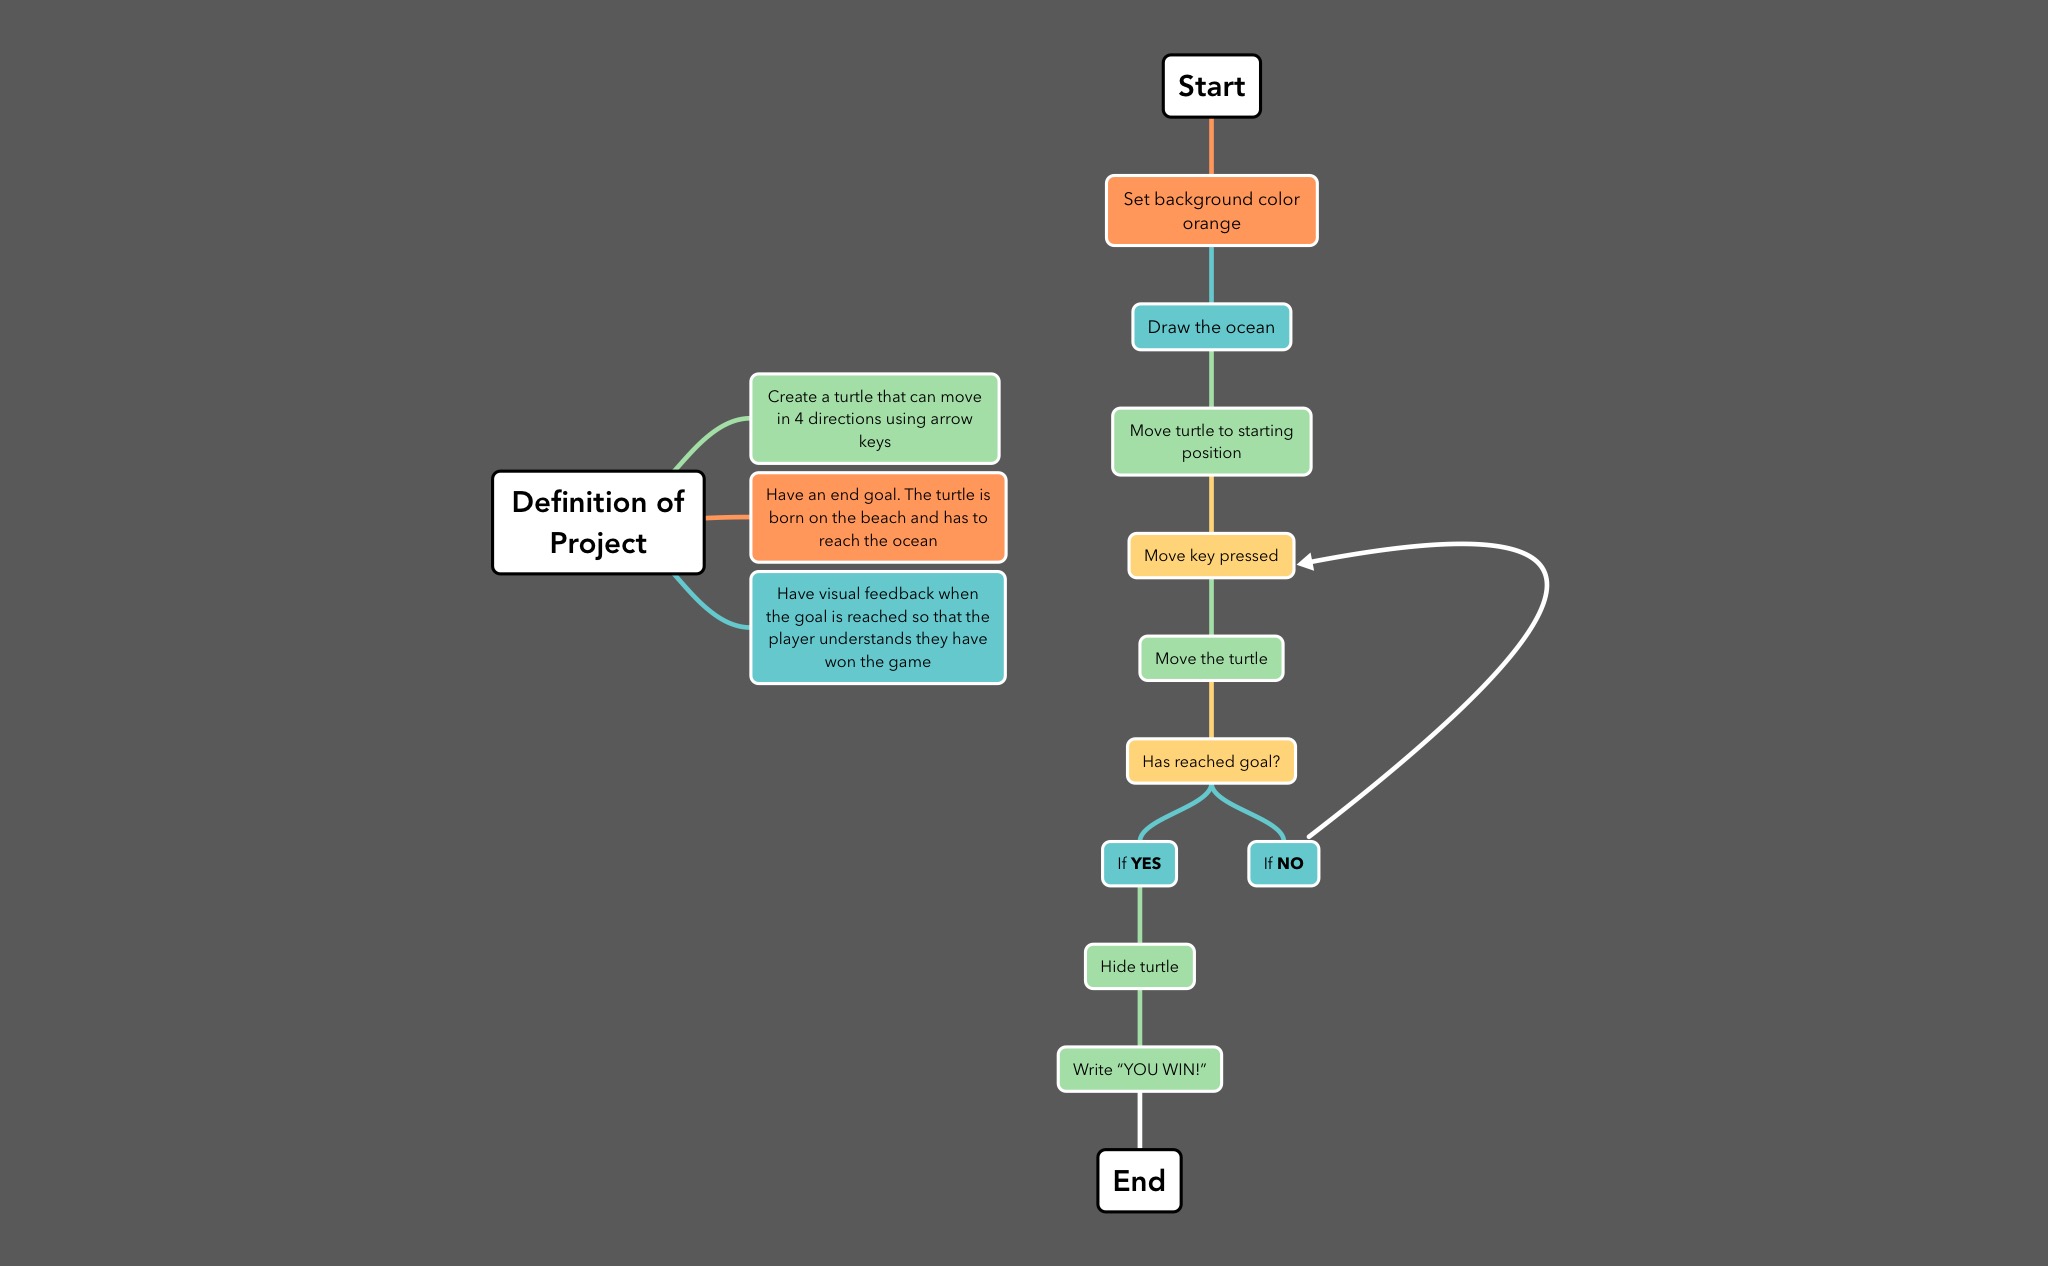 Definition of
Project
Create a turtle that can move
in 4 directions using arrow
keys
Have an end goal. The turtle is
born on the beach and has to
reach the ocean
Have visual feedback when
the goal is reached so that the
player understands they have
won the game
Start
Set background color
orange
Draw the ocean
Move turtle to starting
position
Move key pressed
Move the turtle
Has reached goal?
If YES
If NO
Hide turtle
Write “YOU WIN!”
End